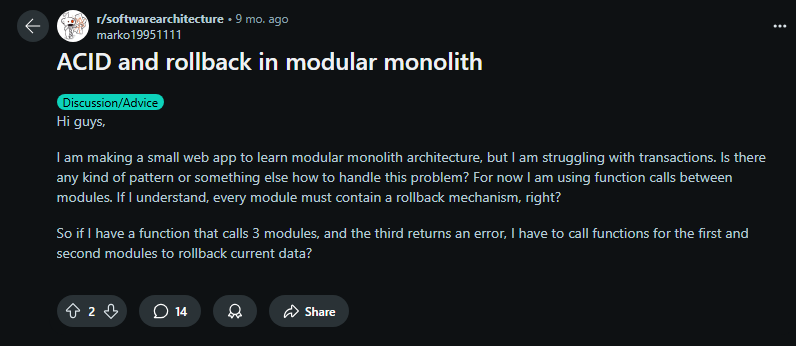 r/softwarearchitecture • 9 mo. ago
marko19951111
ACID and rollback in modular monolith
Discussion/Advice
Hi guys,
I am making a small web app to learn modular monolith architecture, but I am struggling with transactions. Is there
any kind of pattern or something else how to handle this problem? For now I am using function calls between
modules. If I understand, every module must contain a rollback mechanism, right?
So if I have a function that calls 3 modules, and the third returns an error, I have to call functions for the first and
second modules to rollback current data?
2 14 Share